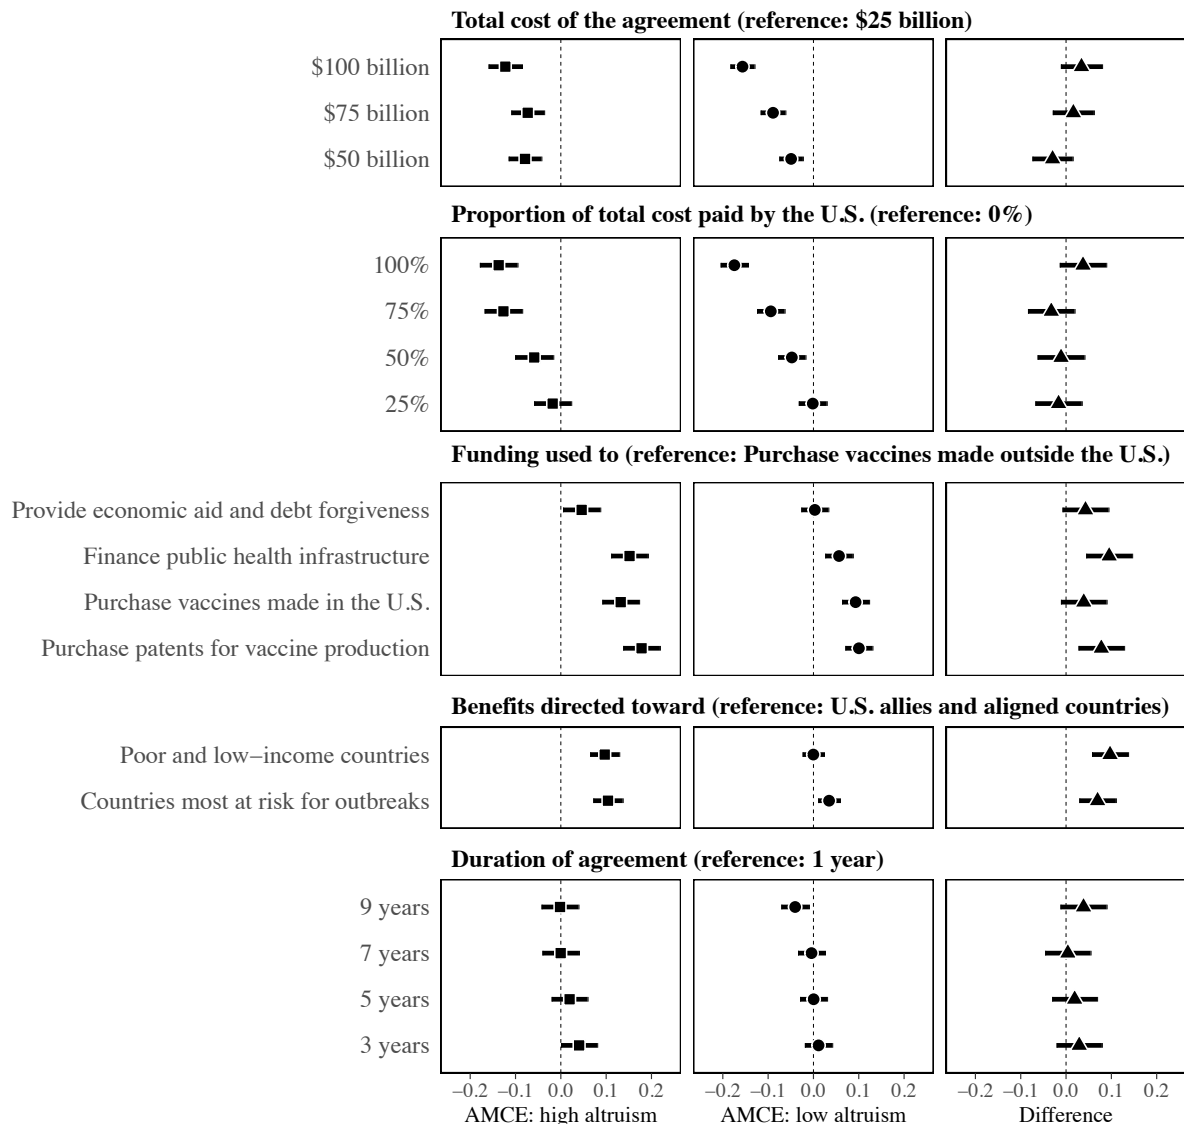 Total cost of the agreement (reference: $25 billion)
$100 billion
$75 billion
$50 billion
Proportion of total cost paid by the U.S. (reference: 0%)
100%
75%
50%
25%
Funding used to (reference: Purchase vaccines made outside the U.S.)
Provide economic aid and debt forgiveness
Finance public health infrastructure
Purchase vaccines made in the U.S.
Purchase patents for vaccine production
Benefits directed toward (reference: U.S. allies and aligned countries)
Poor and low−income countries
Countries most at risk for outbreaks
Duration of agreement (reference: 1 year)
9 years
7 years
5 years
3 years
−0.2 −0.1 0.0 0.1 0.2 −0.2 −0.1 0.0 0.1 0.2 −0.2 −0.1 0.0 0.1 0.2
AMCE: high altruism AMCE: low altruism Difference